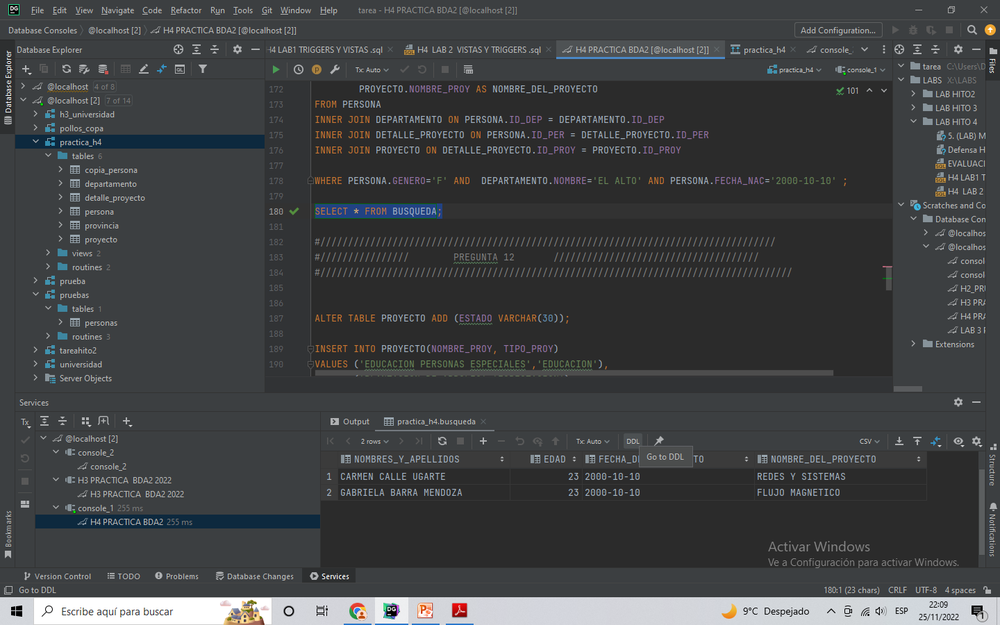 DG File Edit View Navigate Code Refactor Run Tools Git Window Help tarea - H4 PRACTICA BDA2 [@localhost [2]]
Database Consoles @localhost [2] H4 PRACTICA BDA2 [@localhost [2]] Add Configuration...
Database Explorer
H4 LAB1 TRIGGERS Y VISTAS .sql H4 LAB 2 VISTAS Y TRIGGERS .sql H4 PRACTICA BDA2 [@localhost [2]] practica_h4 console_
Tx: Auto practica_h4 console_1
Database Explorer
Bookmarks
@localhost 4 of 8
@localhost [2] 7 of 14
h3_universidad
pollos_copa
practica_h4
tables 6
copia_persona
departamento
detalle_proyecto
persona
provincia
proyecto
views 2
routines 2
prueba
pruebas
tables 1
personas
routines 3
tareahito2
universidad
Server Objects
101
172 PROYECTO.NOMBRE_PROY AS NOMBRE_DEL_PROYECTO
173 FROM PERSONA
174 INNER JOIN DEPARTAMENTO ON PERSONA.ID_DEP = DEPARTAMENTO.ID_DEP
175 INNER JOIN DETALLE_PROYECTO ON PERSONA.ID_PER = DETALLE_PROYECTO.ID_PER
176 INNER JOIN PROYECTO ON DETALLE_PROYECTO.ID_PROY = PROYECTO.ID_PROY
177
178 WHERE PERSONA.GENERO='F' AND  DEPARTAMENTO.NOMBRE='EL ALTO' AND PERSONA.FECHA_NAC='2000-10-10' ;
179
180 SELECT * FROM BUSQUEDA;
181
182 #//////////////////////////////////////////////////////////////////////////////////
183 #////////////////        PREGUNTA 12       /////////////////////////////////////
184 #/////////////////////////////////////////////////////////////////////////////////////
185
186
187 ALTER TABLE PROYECTO ADD (ESTADO VARCHAR(30));
188
189 INSERT INTO PROYECTO(NOMBRE_PROY, TIPO_PROY)
190 VALUES ('EDUCACION PERSONAS ESPECIALES','EDUCACION'),
tarea C:\Users\D
LABS X:\LABS
LAB HITO2
LAB HITO 3
LAB HITO 4
5. (LAB) M
Defensa H
EVALUACI
H4 LAB1 T
H4 LAB 2
Scratches and Co
Database Con
@localho
@localhos
consol
consol
H2_PRU
H3 PRA
H4 PRA
LAB 3 P
Extensions
Files
Structure
Notifications
Services
Tx
@localhost [2]
console_2
console_2
H3 PRACTICA BDA2 2022
H3 PRACTICA BDA2 2022
console_1 255 ms
H4 PRACTICA BDA2 255 ms
Output practica_h4.busqueda
2 rows Tx: Auto DDL CSV
Go to DDL
NOMBRES_Y_APELLIDOS EDAD FECHA_DE TO NOMBRE_DEL_PROYECTO
1 CARMEN CALLE UGARTE 23 2000-10-10 REDES Y SISTEMAS
2 GABRIELA BARRA MENDOZA 23 2000-10-10 FLUJO MAGNETICO
Activar Windows
Ve a Configuración para activar Windows.
Version Control TODO Problems Database Changes Services
Go to DDL 180:1 (23 chars) CRLF UTF-8 4 spaces
Escribe aquí para buscar 9°C Despejado ESP 22:09
25/11/2022
1